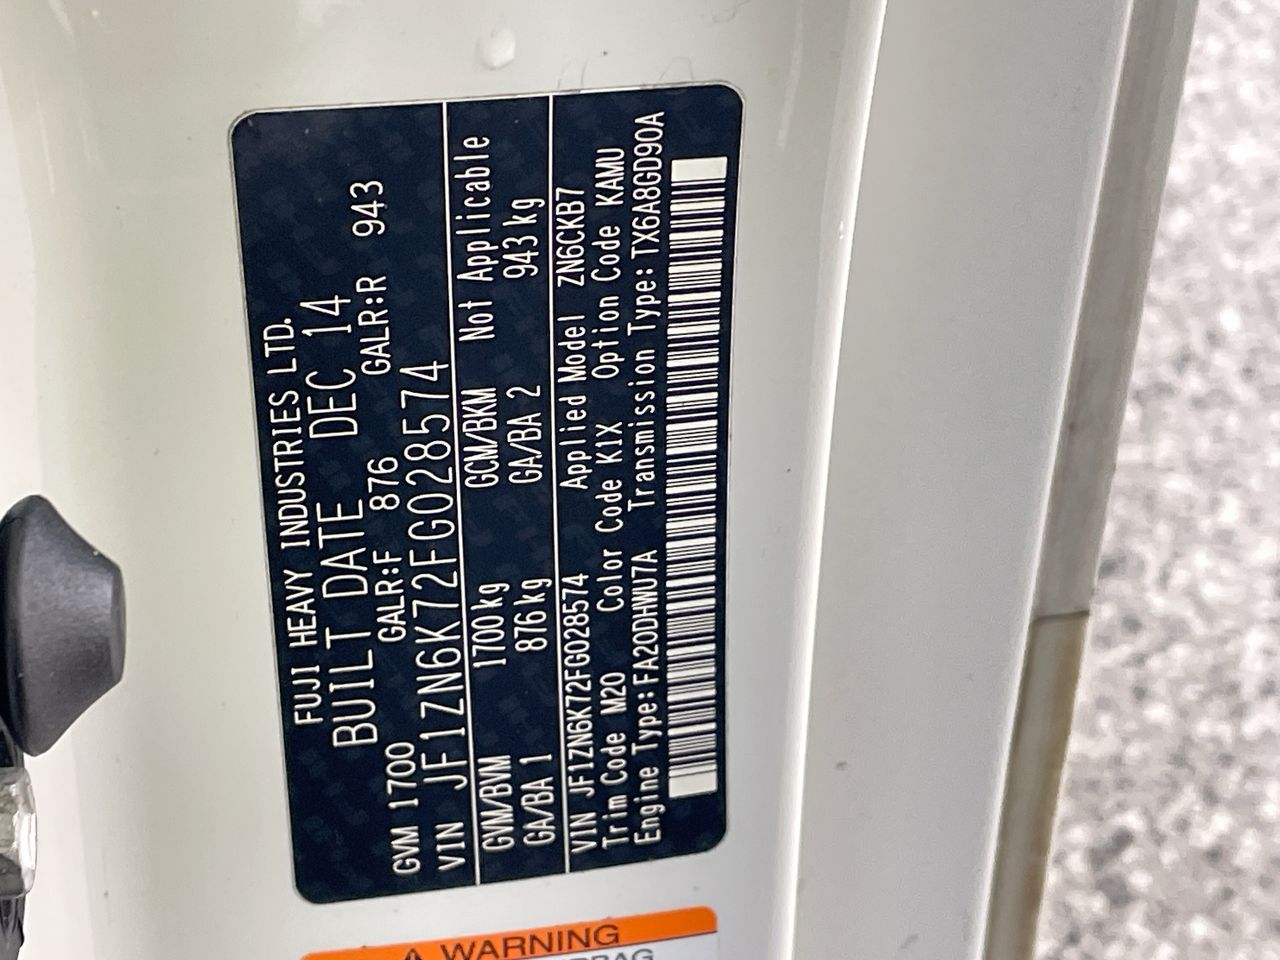 FUJI HEAVY INDUSTRIES LTD.
BUILT DATE DEC 14
GVM 1700 GALR:F 876 GALR:R 943
VIN JF1ZN6K72FG028574
GVM/BVM 1700 kg GCM/BKM Not Applicable
GA/BA 1 876 kg GA/BA 2 943 kg
VIN JF1ZN6K72FG028574 Applied Model ZN6CKB7
Trim Code M20 Color Code K1X Option Code KAMU
Engine Type: FA20DHWU7A Transmission Type: TX6A8GD90A
WARNING